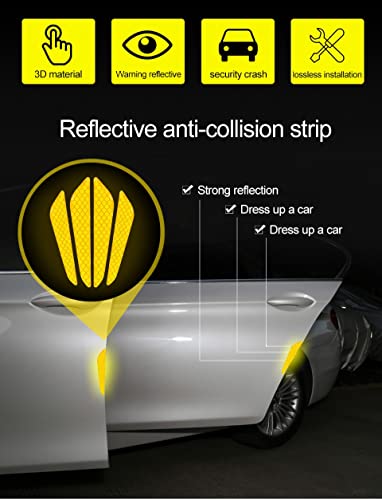 3D material
Warning reflective
security crash
lossless installation
Reflective anti-collision strip
Strong reflection
Dress up a car
Dress up a car